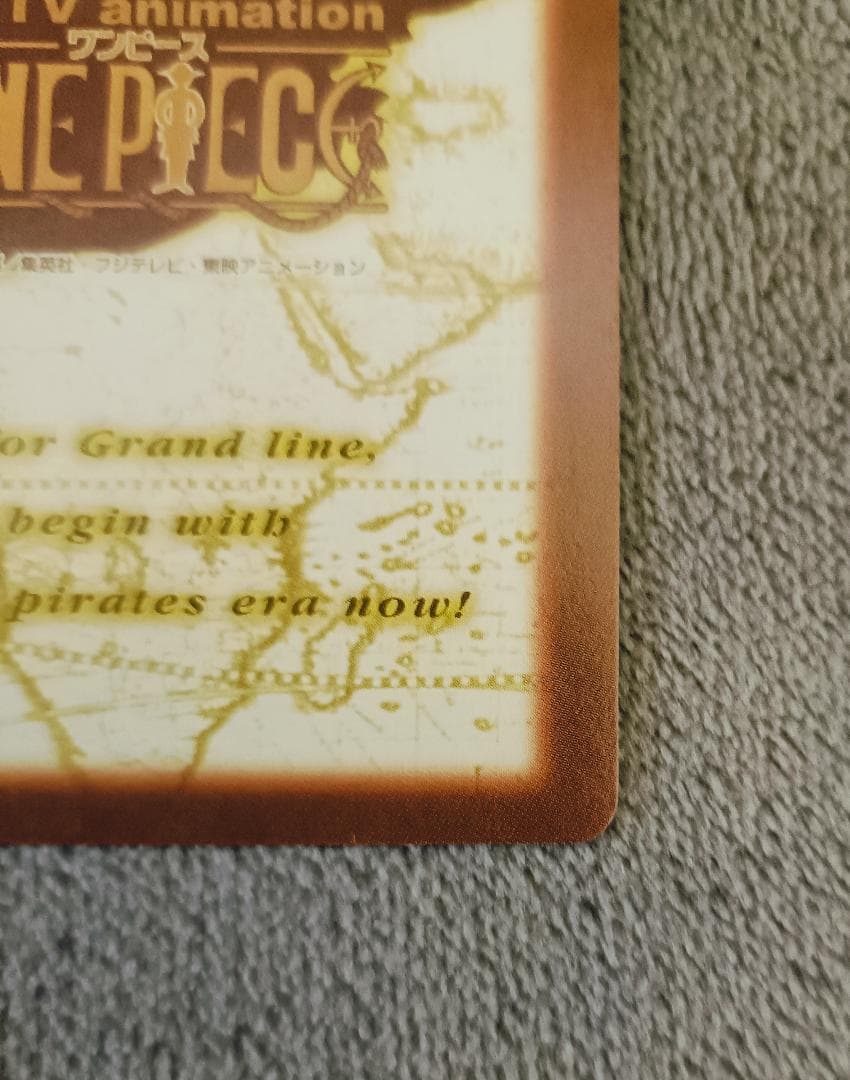 TV animation
ワンピース
NE PIECE
集英社・フジテレビ・東映アニメーション
for Grand line,
begin with
pirates era now!